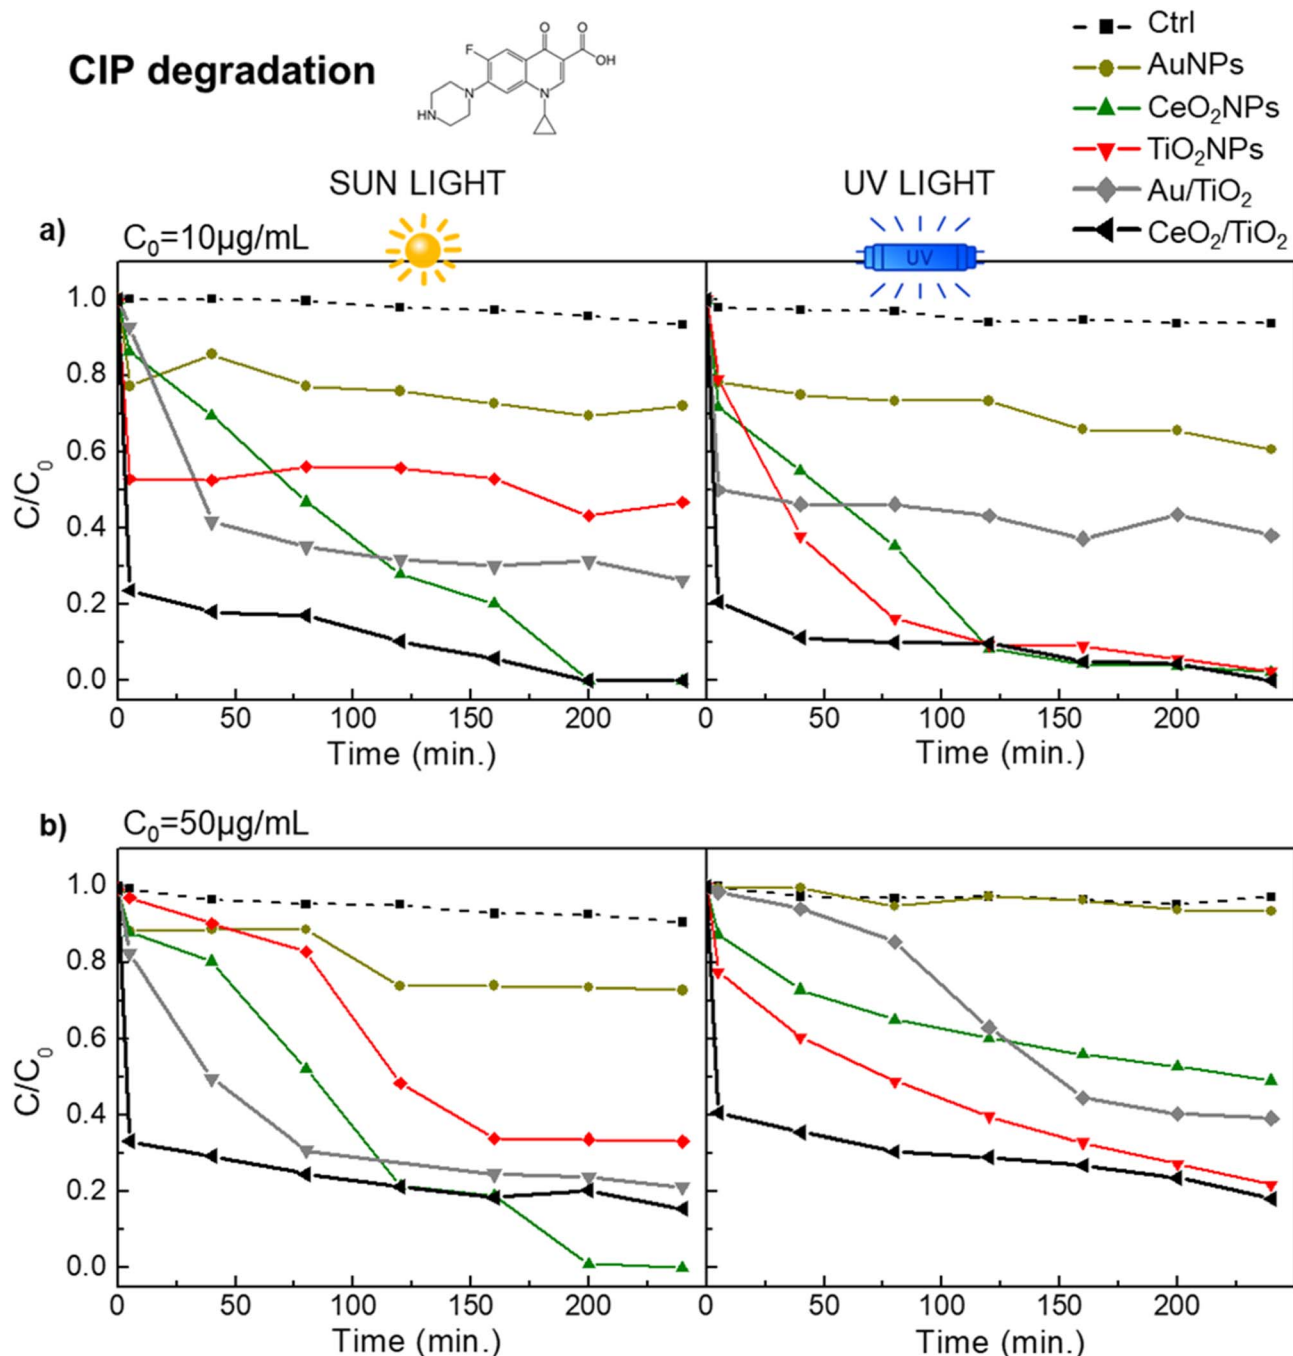 CIP degradation
F
O
O
OH
N
N
HN
Ctrl
AuNPs
CeO₂NPs
TiO₂NPs
Au/TiO₂
CeO₂/TiO₂
SUN LIGHT
UV LIGHT
a)
C₀=10µg/mL
UV
1.0
0.8
0.6
0.4
0.2
0.0
C/C₀
0 50 100 150 200
Time (min.)
0 50 100 150 200
Time (min.)
b)
C₀=50µg/mL
1.0
0.8
0.6
0.4
0.2
0.0
C/C₀
0 50 100 150 200
Time (min.)
0 50 100 150 200
Time (min.)